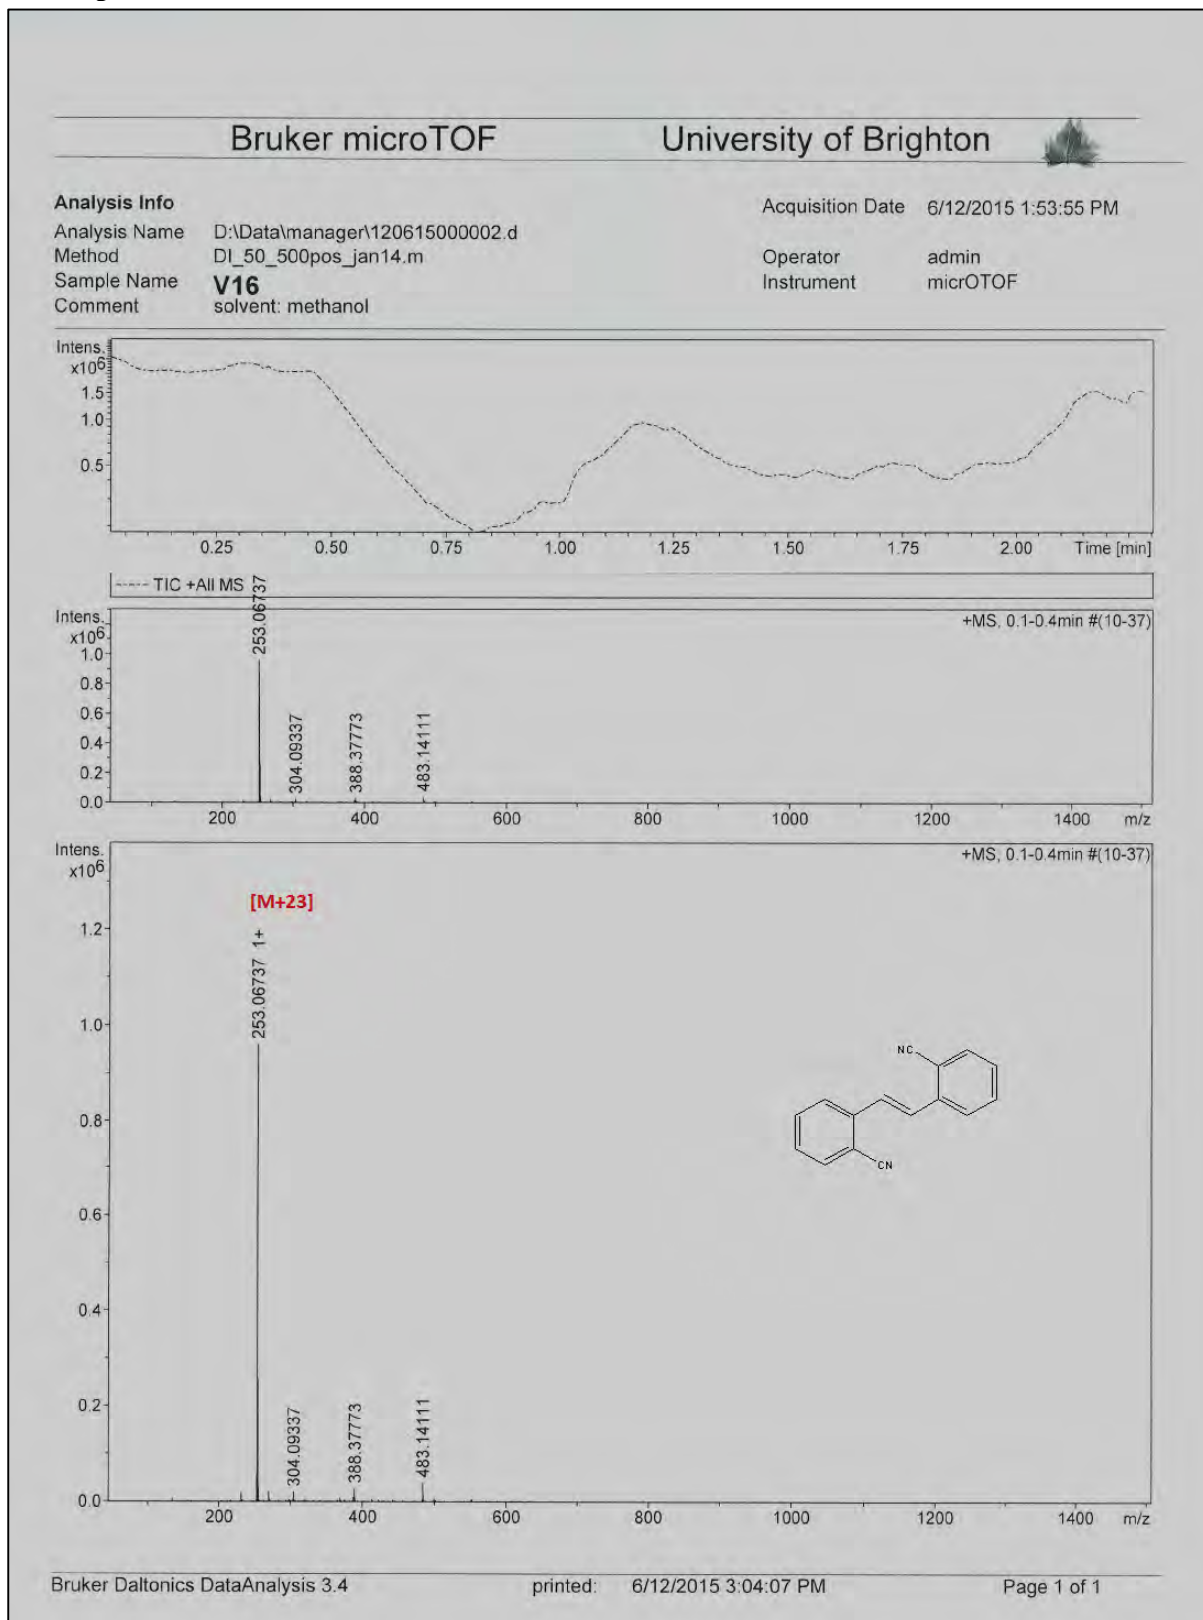 Bruker microTOF University of Brighton
Analysis Info
Acquisition Date 6/12/2015 1:53:55 PM
Analysis Name D:\Data\manager\120615000002.d
Method DI_50_500pos_jan14.m
Operator admin
Sample Name V16
Instrument micrOTOF
Comment solvent: methanol
Intens.
x10^6
1.5
1.0
0.5
0.25 0.50 0.75 1.00 1.25 1.50 1.75 2.00 Time [min]
TIC +All MS
Intens.
x10^6
+MS, 0.1-0.4min #(10-37)
1.0
0.8
0.6
0.4
0.2
0.0
253.06737
304.09337
388.37773
483.14111
200 400 600 800 1000 1200 1400 m/z
Intens.
x10^6
+MS, 0.1-0.4min #(10-37)
[M+23]
1.2
1.0
0.8
0.6
0.4
0.2
0.0
253.06737 1+
304.09337
388.37773
483.14111
NC
CN
200 400 600 800 1000 1200 1400 m/z
Bruker Daltonics DataAnalysis 3.4 printed: 6/12/2015 3:04:07 PM Page 1 of 1